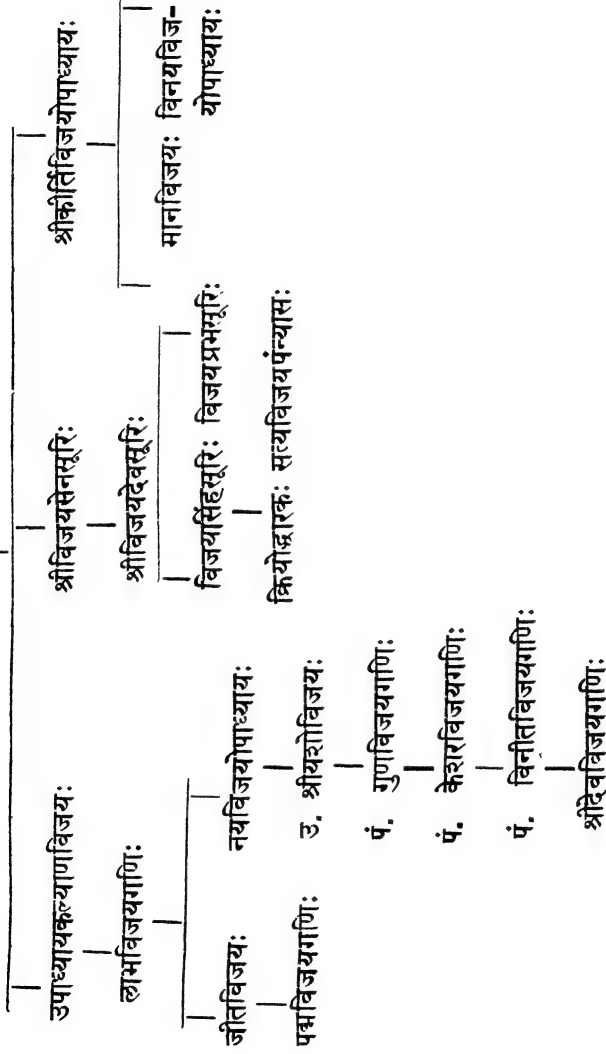 उपाध्यायकल्याणविजयः श्रीविजयसेनसूरिः श्रीकीर्तिविजयोपाध्यायः
लाभविजयगणिः श्रीविजयदेवसूरिः
मानविजयः विनयविज-
योपाध्यायः
जीतविजयः नयविजयोपाध्यायः विजयसिंहसूरिः विजयप्रभसूरिः
पद्मविजयगणिः उ. श्रीयशोविजयः क्रियोद्धारकः सत्यविजयपंन्यासः
पं. गुणविजयगणिः
पं. केशरविजयगणिः
पं. विनीतविजयगणिः
श्रीदेवविजयगणिः